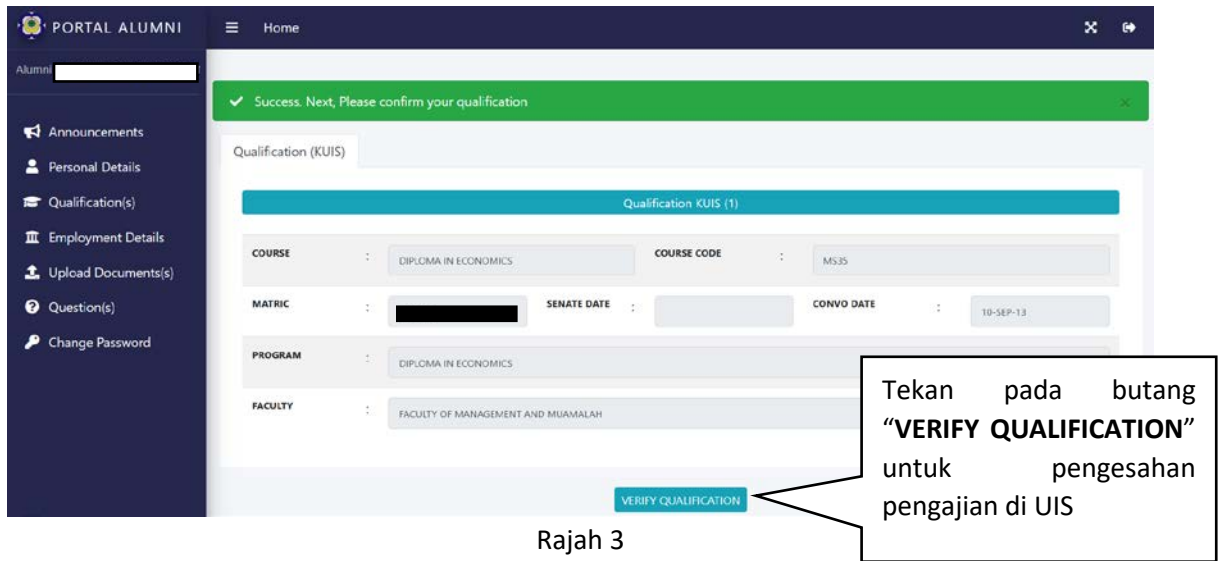 PORTAL ALUMNI
Home
Alumni
Success. Next, Please confirm your qualification
Announcements
Personal Details
Qualification(s)
Employment Details
Upload Documents(s)
Question(s)
Change Password
Qualification (KUIS)
Qualification KUIS (1)
COURSE : DIPLOMA IN ECONOMICS COURSE CODE : MS35
MATRIC : SENATE DATE : CONVO DATE : 10-SEP-13
PROGRAM : DIPLOMA IN ECONOMICS
FACULTY : FACULTY OF MANAGEMENT AND MUAMALAH
VERIFY QUALIFICATION
Tekan pada butang
“VERIFY QUALIFICATION”
untuk pengesahan
pengajian di UIS
Rajah 3